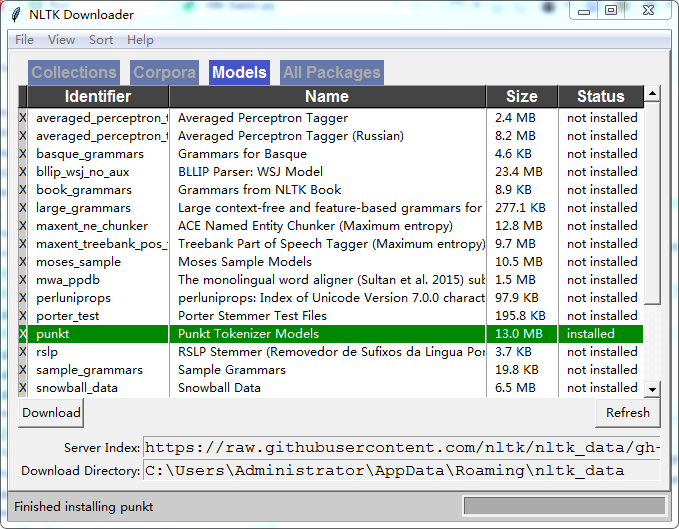 NLTK Downloader
File View Sort Help
Collections Corpora Models All Packages
Identifier Name Size Status
X averaged_perceptron_t Averaged Perceptron Tagger 2.4 MB not installed
X averaged_perceptron_t Averaged Perceptron Tagger (Russian) 8.2 MB not installed
X basque_grammars Grammars for Basque 4.6 KB not installed
X bllip_wsj_no_aux BLLIP Parser: WSJ Model 23.4 MB not installed
X book_grammars Grammars from NLTK Book 8.9 KB not installed
X large_grammars Large context-free and feature-based grammars for 277.1 KB not installed
X maxent_ne_chunker ACE Named Entity Chunker (Maximum entropy) 12.8 MB not installed
X maxent_treebank_pos_ Treebank Part of Speech Tagger (Maximum entropy) 9.7 MB not installed
X moses_sample Moses Sample Models 10.5 MB not installed
X mwa_ppdb The monolingual word aligner (Sultan et al. 2015) sub 1.5 MB not installed
X perluniprops perluniprops: Index of Unicode Version 7.0.0 charact 97.9 KB not installed
X porter_test Porter Stemmer Test Files 195.8 KB not installed
X punkt Punkt Tokenizer Models 13.0 MB installed
X rslp RSLP Stemmer (Removedor de Sufixos da Lingua Por 3.7 KB not installed
X sample_grammars Sample Grammars 19.8 KB not installed
X snowball_data Snowball Data 6.5 MB not installed
Download Refresh
Server Index: https://raw.githubusercontent.com/nltk/nltk_data/gh-
Download Directory: C:\Users\Administrator\AppData\Roaming\nltk_data
Finished installing punkt